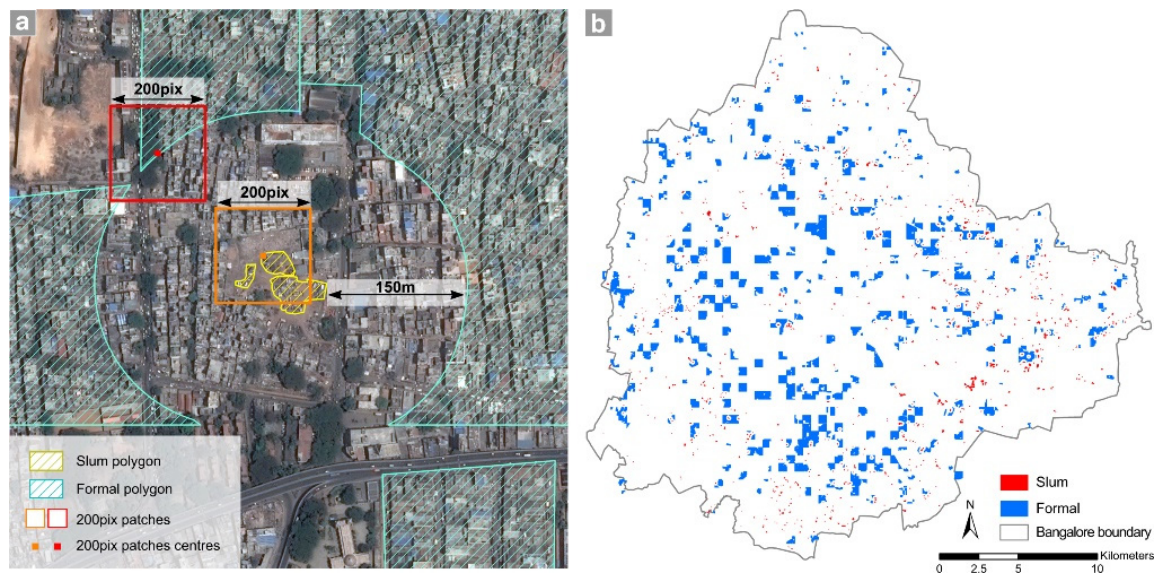 a
200pix
200pix
150m
Slum polygon
Formal polygon
200pix patches
200pix patches centres
b
Slum
Formal
Bangalore boundary
N
Kilometers
0 2.5 5 10